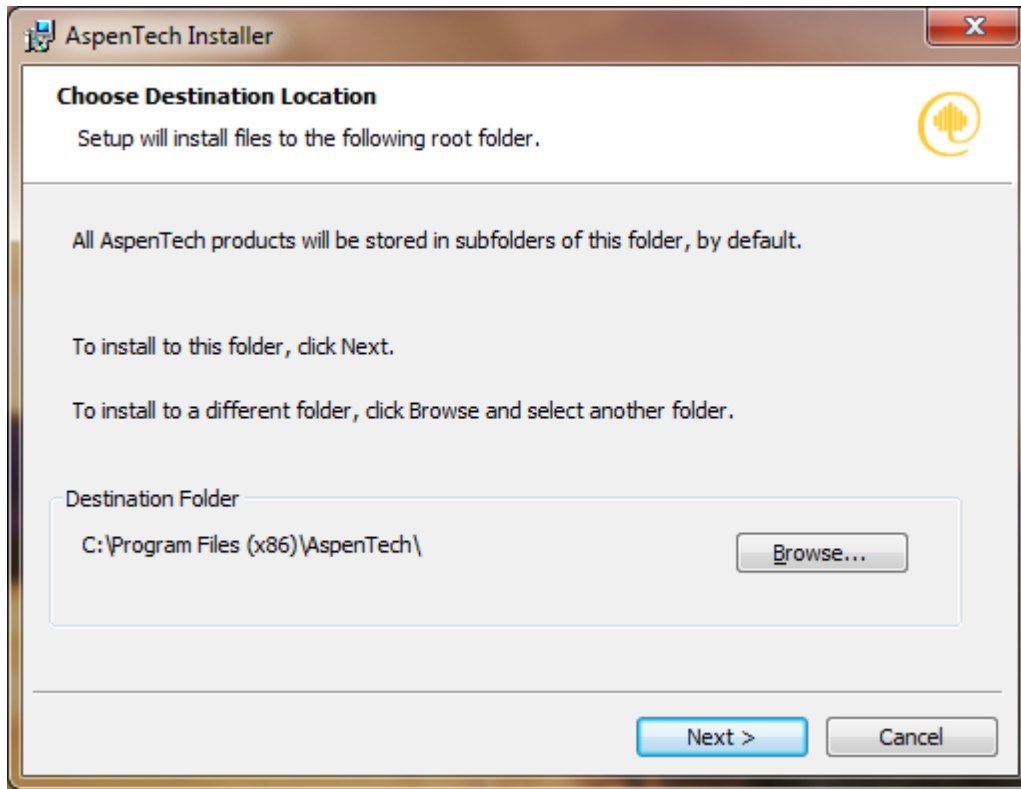 AspenTech Installer
Choose Destination Location
Setup will install files to the following root folder.
All AspenTech products will be stored in subfolders of this folder, by default.
To install to this folder, click Next.
To install to a different folder, click Browse and select another folder.
Destination Folder
C:\Program Files (x86)\AspenTech\
Browse...
Next >
Cancel